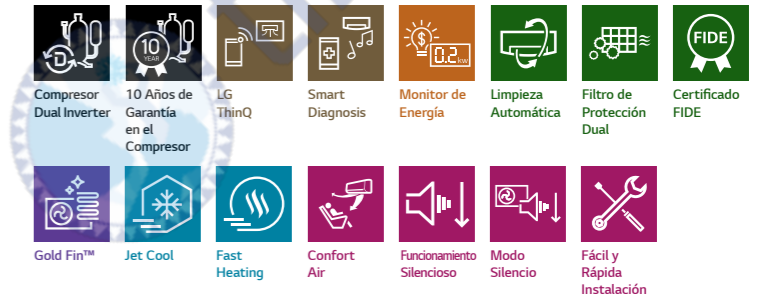 D
10
YEAR
0.2 kw
FIDE
Compresor
Dual Inverter
10 Años de
Garantía
en el
Compresor
LG
ThinQ
Smart
Diagnosis
Monitor de
Energía
Limpieza
Automática
Filtro de
Protección
Dual
Certificado
FIDE
Gold Fin™
Jet Cool
Fast
Heating
Confort
Air
Funcionamiento
Silencioso
Modo
Silencio
Fácil y
Rápida
Instalación